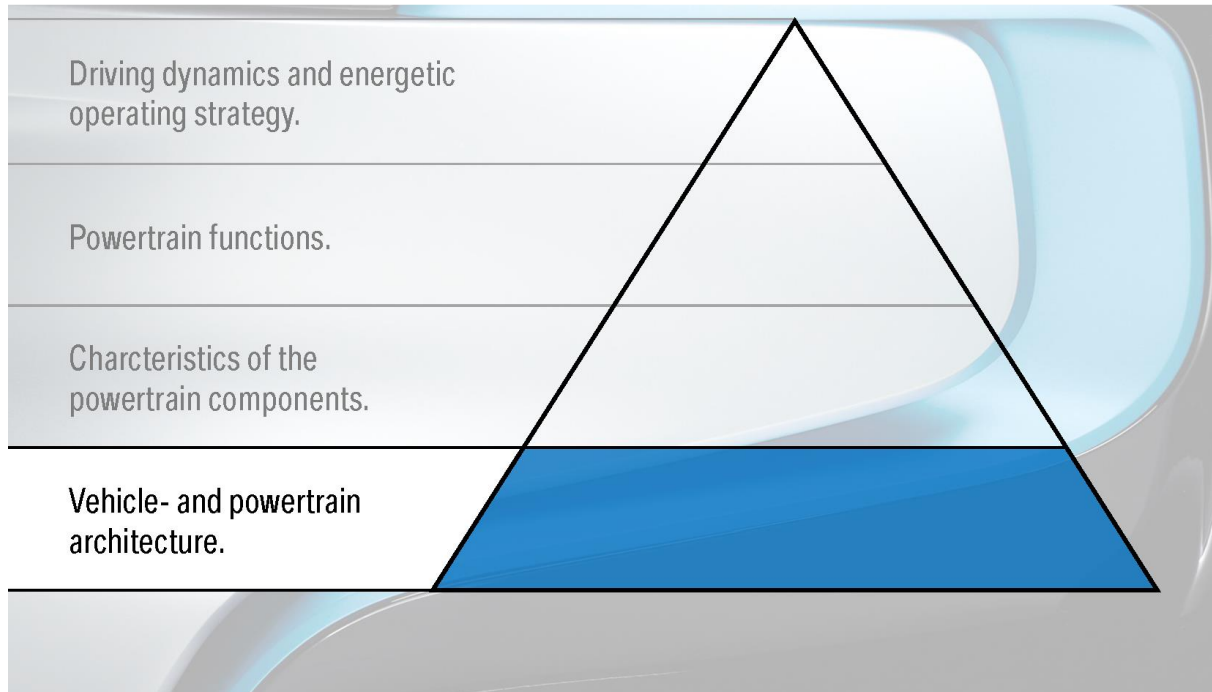 Driving dynamics and energetic
operating strategy.
Powertrain functions.
Charcteristics of the
powertrain components.
Vehicle- and powertrain
architecture.